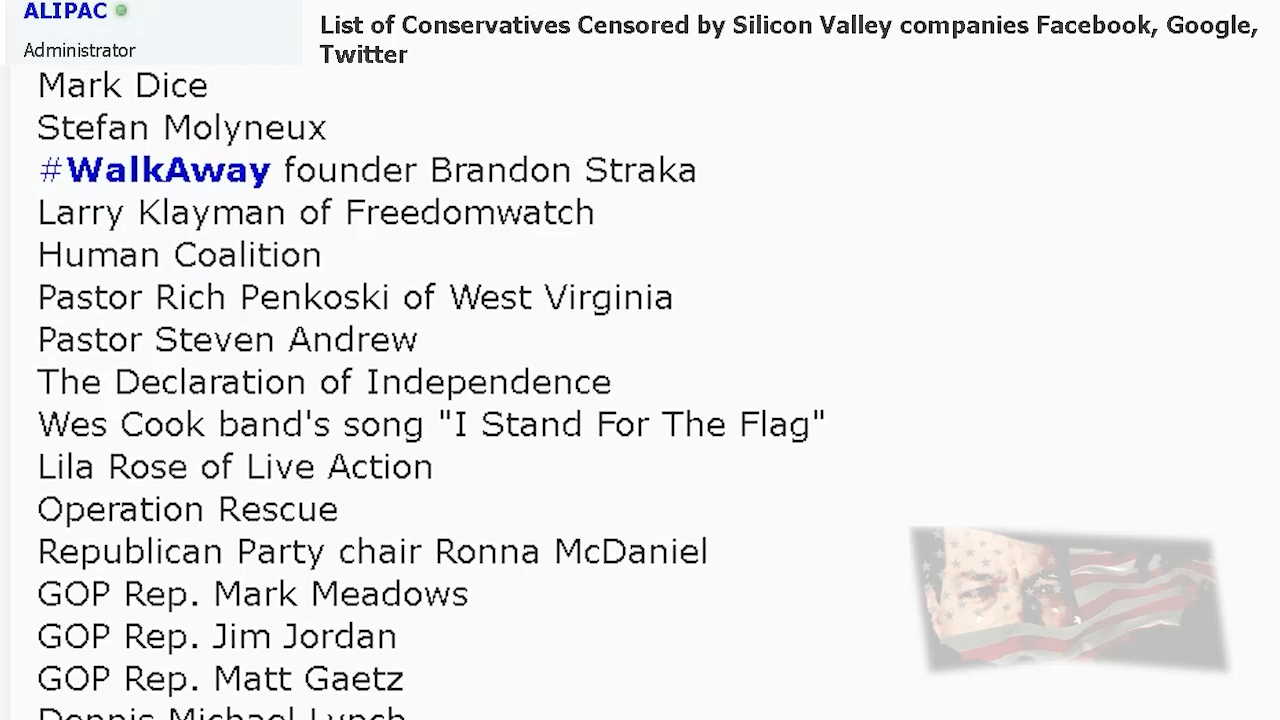 ALIPAC
Administrator
List of Conservatives Censored by Silicon Valley companies Facebook, Google,
Twitter
Mark Dice
Stefan Molyneux
#WalkAway founder Brandon Straka
Larry Klayman of Freedomwatch
Human Coalition
Pastor Rich Penkoski of West Virginia
Pastor Steven Andrew
The Declaration of Independence
Wes Cook band's song "I Stand For The Flag"
Lila Rose of Live Action
Operation Rescue
Republican Party chair Ronna McDaniel
GOP Rep. Mark Meadows
GOP Rep. Jim Jordan
GOP Rep. Matt Gaetz
Dennis Michael Lynch